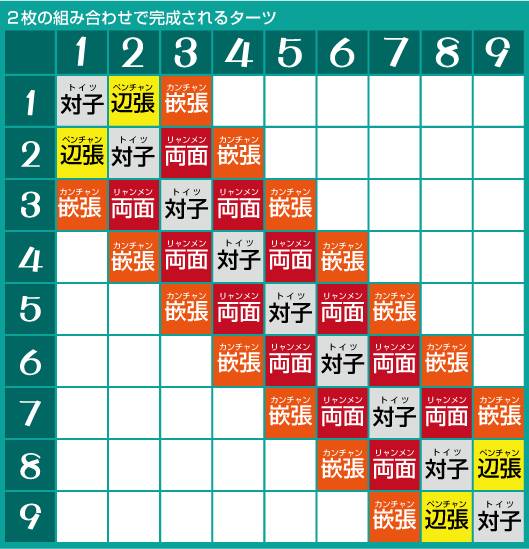 ２枚の組み合わせで完成されるターツ
1 2 3 4 5 6 7 8 9
トイツ ペンチャン カンチャン
1 対子 辺張 嵌張
ペンチャン トイツ リャンメン カンチャン
2 辺張 対子 両面 嵌張
カンチャン リャンメン トイツ リャンメン カンチャン
3 嵌張 両面 対子 両面 嵌張
カンチャン リャンメン トイツ リャンメン カンチャン
4 嵌張 両面 対子 両面 嵌張
カンチャン リャンメン トイツ リャンメン カンチャン
5 嵌張 両面 対子 両面 嵌張
カンチャン リャンメン トイツ リャンメン カンチャン
6 嵌張 両面 対子 両面 嵌張
カンチャン リャンメン トイツ リャンメン カンチャン
7 嵌張 両面 対子 両面 嵌張
カンチャン リャンメン トイツ ペンチャン
8 嵌張 両面 対子 辺張
カンチャン ペンチャン トイツ
9 嵌張 辺張 対子